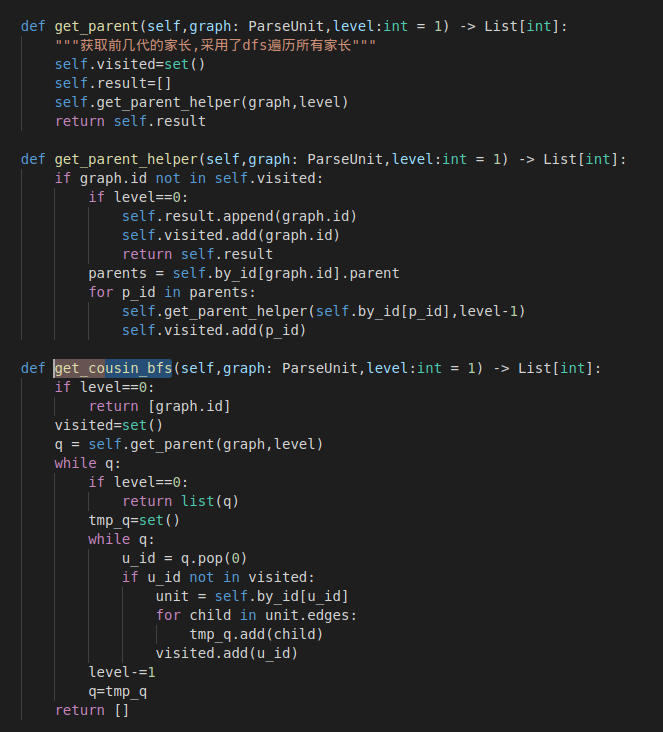 def get_parent(self,graph: ParseUnit,level:int = 1) -> List[int]:
    """获取前几代的家长,采用了dfs遍历所有家长"""
    self.visited=set()
    self.result=[]
    self.get_parent_helper(graph,level)
    return self.result

def get_parent_helper(self,graph: ParseUnit,level:int = 1) -> List[int]:
    if graph.id not in self.visited:
        if level==0:
            self.result.append(graph.id)
            self.visited.add(graph.id)
            return self.result
        parents = self.by_id[graph.id].parent
        for p_id in parents:
            self.get_parent_helper(self.by_id[p_id],level-1)
            self.visited.add(p_id)

def get_cousin_bfs(self,graph: ParseUnit,level:int = 1) -> List[int]:
    if level==0:
        return [graph.id]
    visited=set()
    q = self.get_parent(graph,level)
    while q:
        if level==0:
            return list(q)
        tmp_q=set()
        while q:
            u_id = q.pop(0)
            if u_id not in visited:
                unit = self.by_id[u_id]
                for child in unit.edges:
                    tmp_q.add(child)
                visited.add(u_id)
        level-=1
        q=tmp_q
    return []